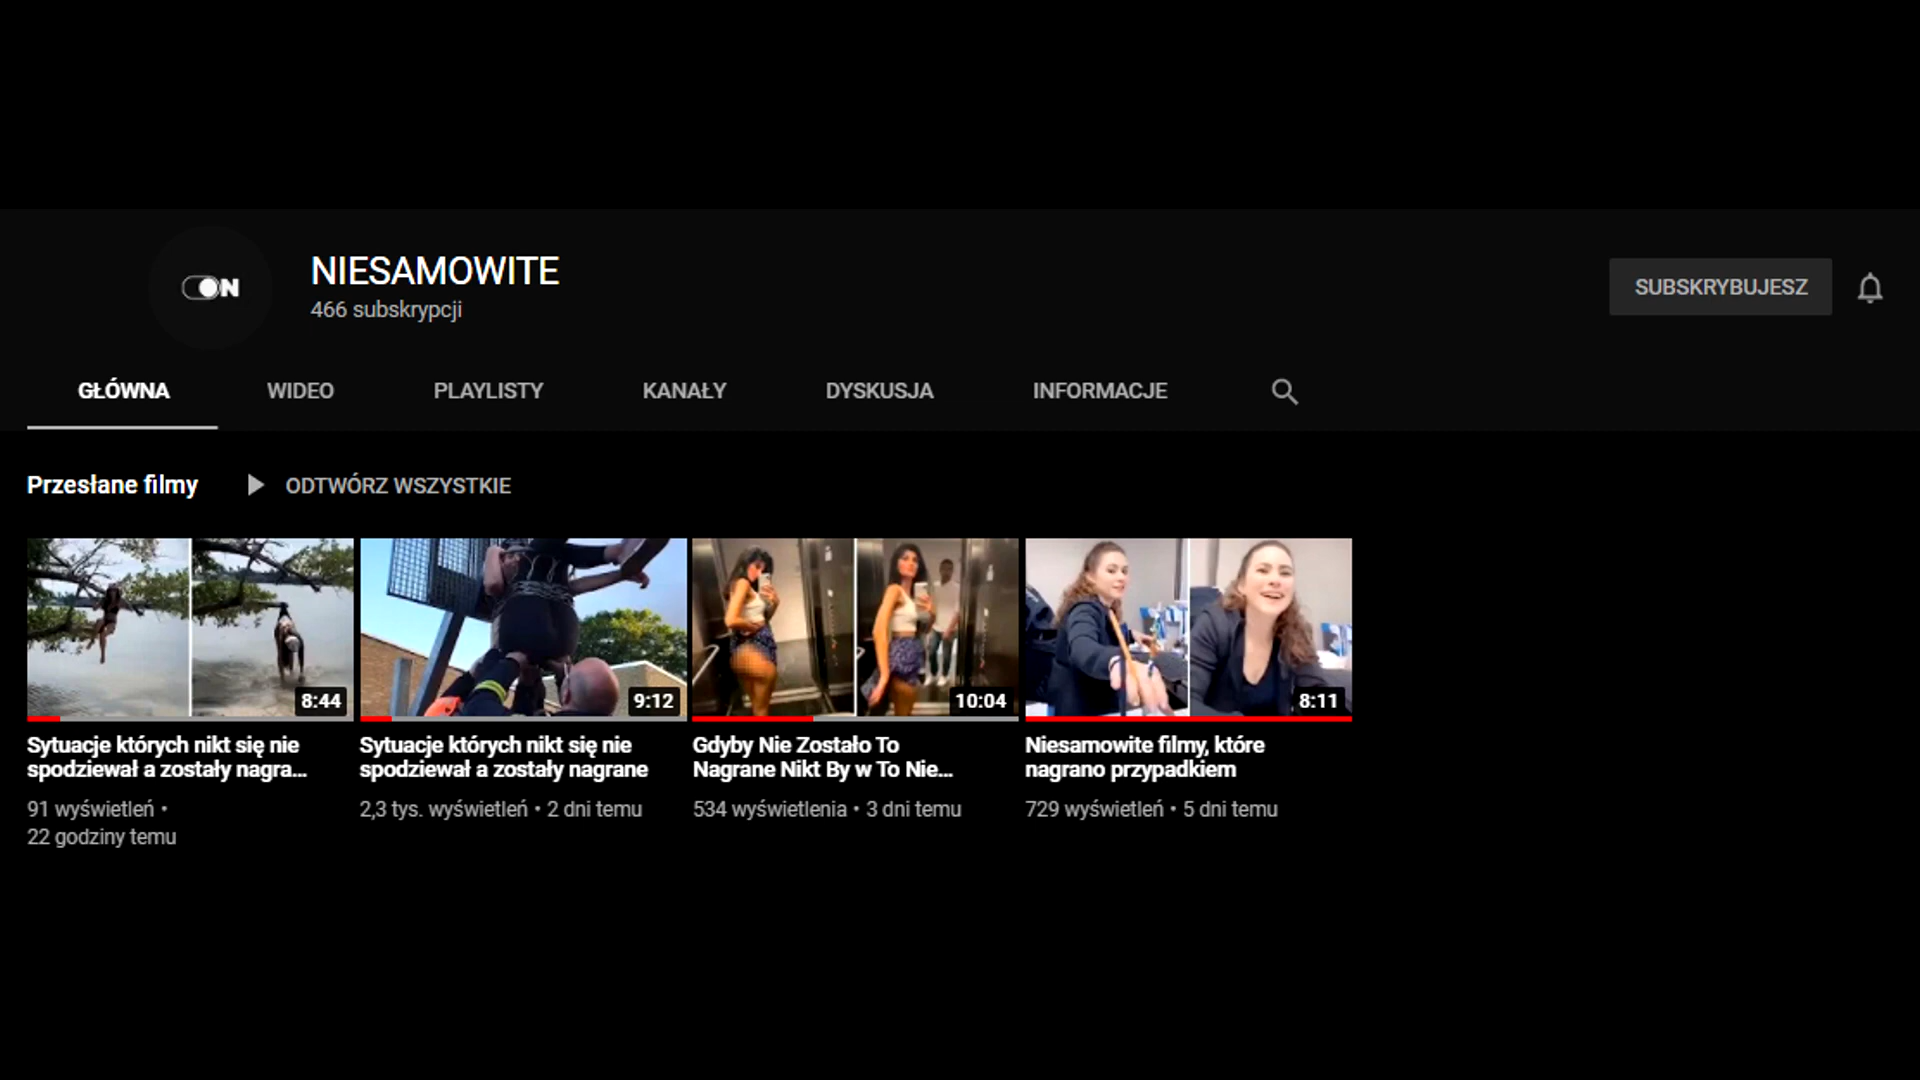 ON
NIESAMOWITE
466 subskrypcji
SUBSKRYBUJESZ
GŁÓWNA
WIDEO
PLAYLISTY
KANAŁY
DYSKUSJA
INFORMACJE
Przesłane filmy
ODTWÓRZ WSZYSTKIE
8:44
9:12
10:04
8:11
Sytuacje których nikt się nie
spodziewał a zostały nagra...
91 wyświetleń •
22 godziny temu
Sytuacje których nikt się nie
spodziewał a zostały nagrane
2,3 tys. wyświetleń • 2 dni temu
Gdyby Nie Zostało To
Nagrane Nikt By w To Nie...
534 wyświetlenia • 3 dni temu
Niesamowite filmy, które
nagrano przypadkiem
729 wyświetleń • 5 dni temu